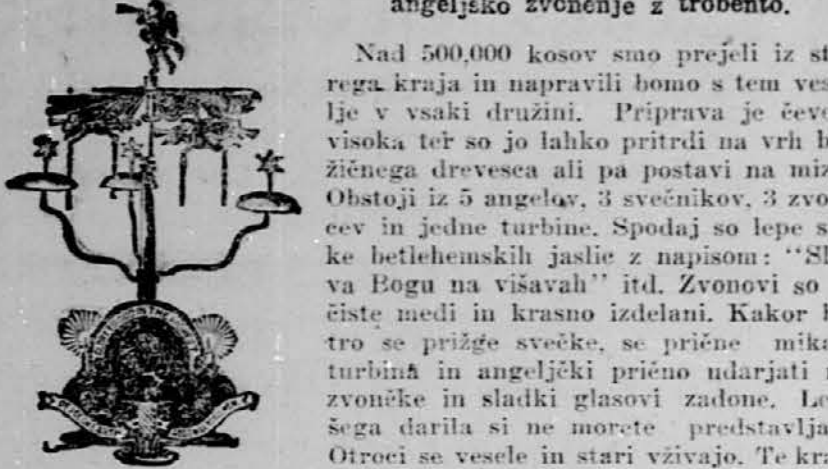 angeljsko zvonenje z trobento.
Nad 500,000 kosov smo prejeli iz st
rega kraja in napravili bomo s tem ves
lje v vsaki družini. Priprava je čeve
visoka ter so jo lahko pritrdi na vrh b
žičnega drevesca ali pa postavi na miz
Obstoji iz 5 angelov, 3 svečnikov, 3 zvo
cev in jedne turbine. Spodaj so lepe s
ke betlehemskih jaslic z napisom: "Sl
va Bogu na višavah" itd. Zvonovi so
čiste medi in krasno izdelani. Kakor h
tro se prižge svečke, se prične mika
turbina in angeljčki prično udarjati n
zvončke in sladki glasovi zadone. Le
šega darila si ne morete predstavlja
Otroci se vesele in stari vživajo. Te kra